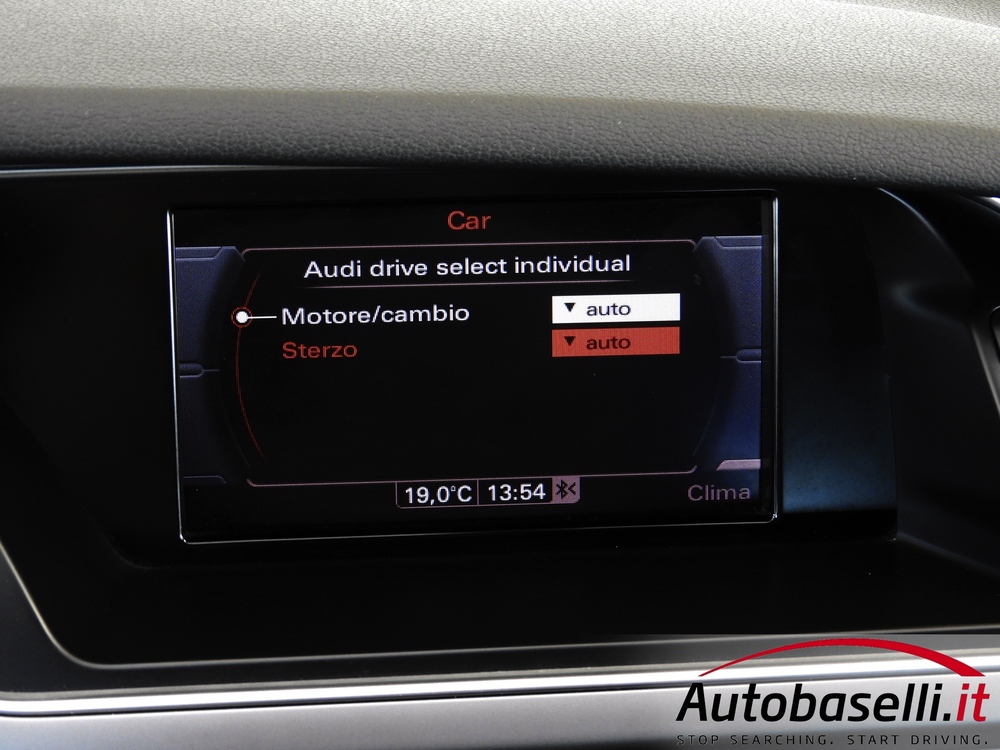 Car
Audi drive select individual
Motore/cambio ▼ auto
Sterzo ▼ auto
19,0°C 13:54 Clima
Autobaselli.it
STOP SEARCHING. START DRIVING.